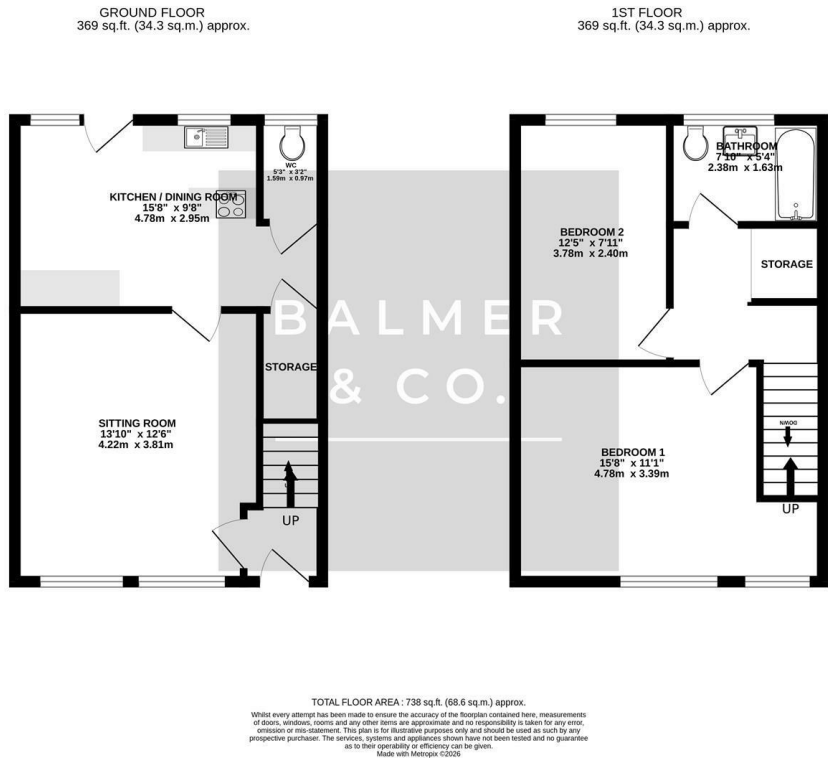 GROUND FLOOR
369 sq.ft. (34.3 sq.m.) approx.
1ST FLOOR
369 sq.ft. (34.3 sq.m.) approx.
WC
5'3" x 3'2"
1.59m x 0.97m
KITCHEN / DINING ROOM
15'8" x 9'8"
4.78m x 2.95m
STORAGE
SITTING ROOM
13'10" x 12'6"
4.22m x 3.81m
UP
BATHROOM
7'10" x 5'4"
2.38m x 1.63m
BEDROOM 2
12'5" x 7'11"
3.78m x 2.40m
STORAGE
BEDROOM 1
15'8" x 11'1"
4.78m x 3.39m
DOWN
UP
BALMER
& CO.
TOTAL FLOOR AREA : 738 sq.ft. (68.6 sq.m.) approx.
Whilst every attempt has been made to ensure the accuracy of the floorplan contained here, measurements
of doors, windows, rooms and any other items are approximate and no responsibility is taken for any error,
omission or mis-statement. This plan is for illustrative purposes only and should be used as such by any
prospective purchaser. The services, systems and appliances shown have not been tested and no guarantee
as to their operability or efficiency can be given.
Made with Metropix ©2026